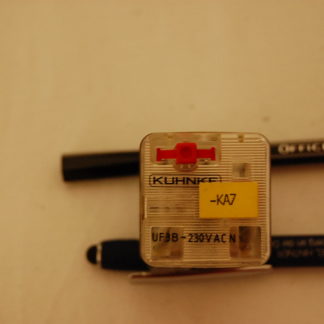 OFFICE
KUHNKE
-KA7
UF3B-230VACN